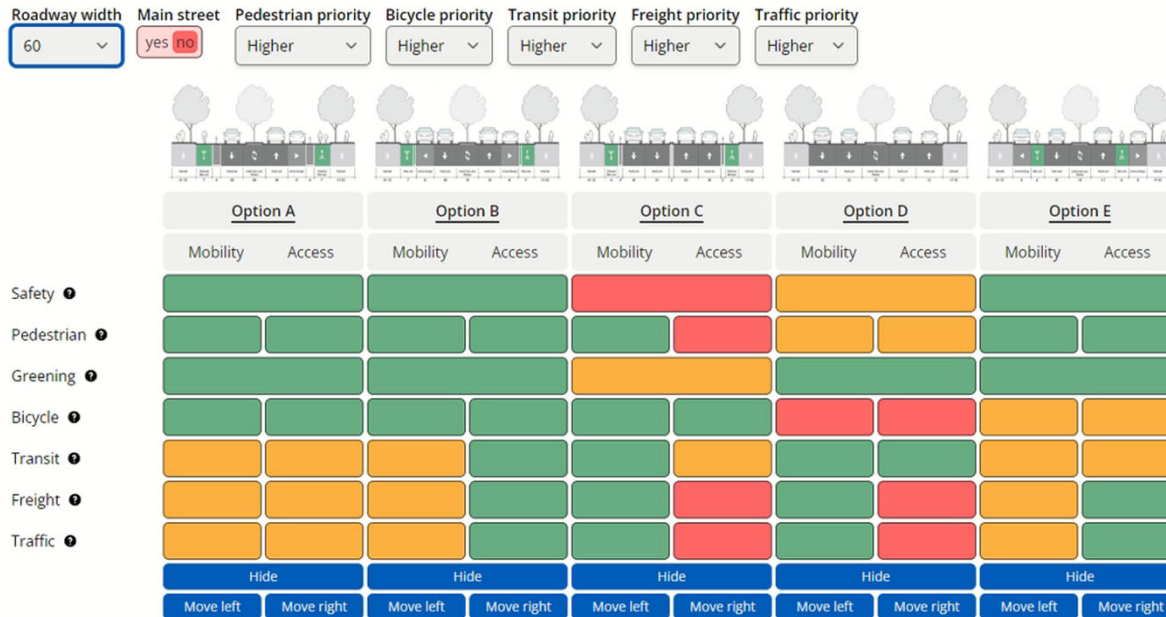 Roadway width Main street Pedestrian priority Bicycle priority Transit priority Freight priority Traffic priority
60 yes no Higher Higher Higher Higher Higher
Option A Option B Option C Option D Option E
Mobility Access Mobility Access Mobility Access Mobility Access Mobility Access
Safety
Pedestrian
Greening
Bicycle
Transit
Freight
Traffic
Hide Hide Hide Hide Hide
Move left Move right Move left Move right Move left Move right Move left Move right Move left Move right